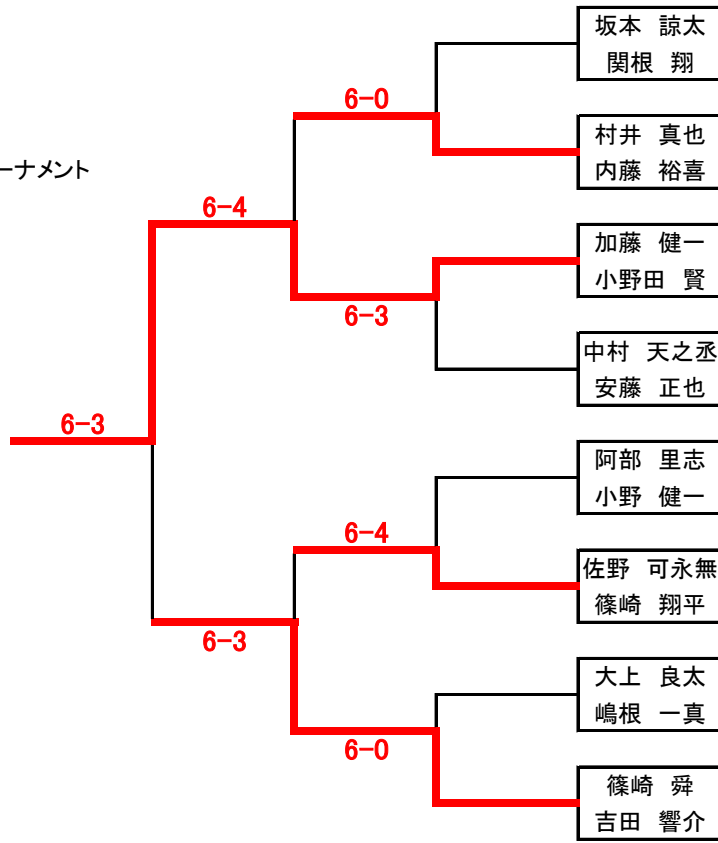 坂本 諒太
関根 翔
6-0
村井 真也
内藤 裕喜
ーナメント
6-4
加藤 健一
小野田 賢
6-3
中村 天之丞
安藤 正也
6-3
阿部 里志
小野 健一
6-4
佐野 可永無
篠崎 翔平
6-3
大上 良太
嶋根 一真
6-0
篠崎 舜
吉田 響介